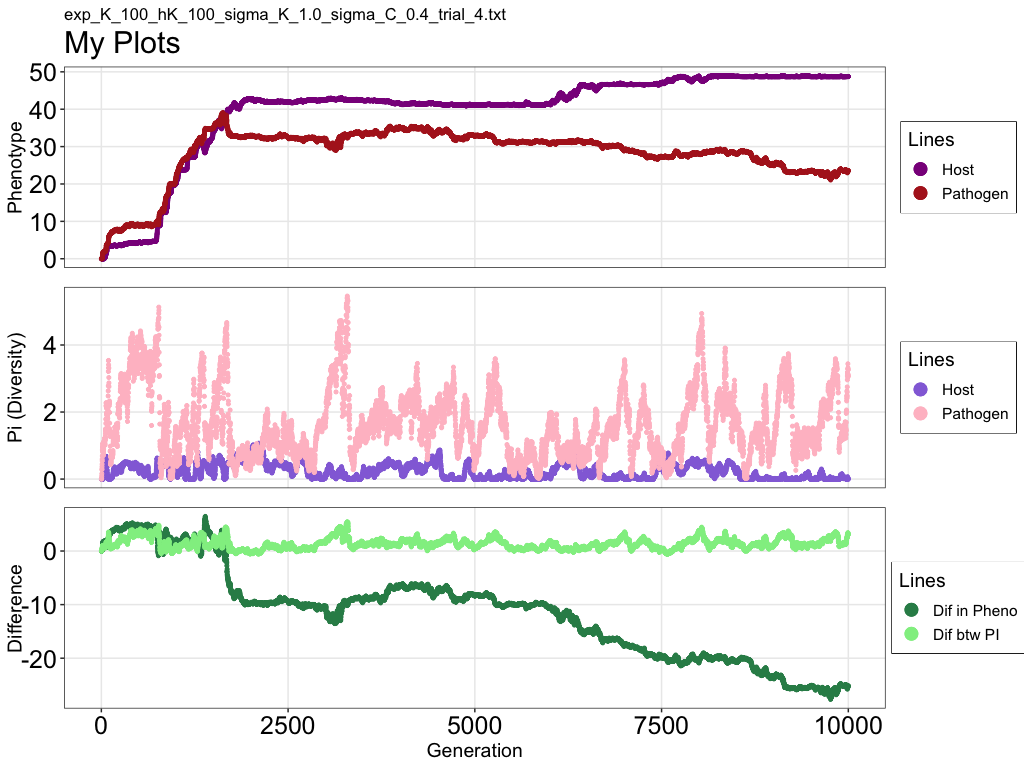 exp_K_100_hK_100_sigma_K_1.0_sigma_C_0.4_trial_4.txt
My Plots
50
40
30
20
10
0
Phenotype
Lines
Host
Pathogen
4
2
0
Pi (Diversity)
Lines
Host
Pathogen
0
-10
-20
Difference
Lines
Dif in Pheno
Dif btw PI
0 2500 5000 7500 10000
Generation